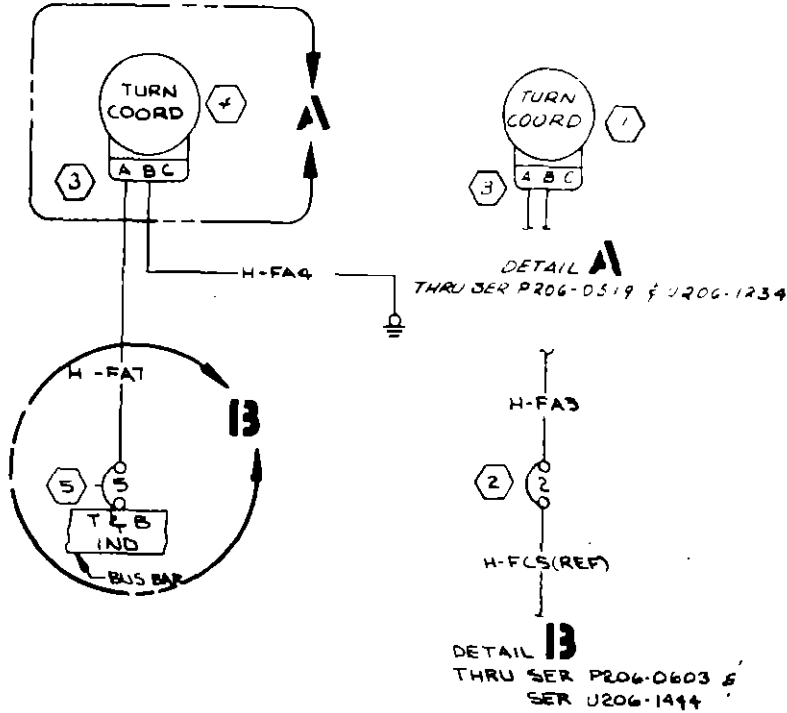 TURN
COORD
4
A
3
A B C
H-FA4
H-FA7
B
5
5
T & B
IND
BUS BAR
TURN
COORD
1
3
A B C
DETAIL A
THRU SER P206-0519 & U206-1234
H-FA3
2
2
H-FC5(REF)
DETAIL B
THRU SER P206-0603 &
SER U206-1444